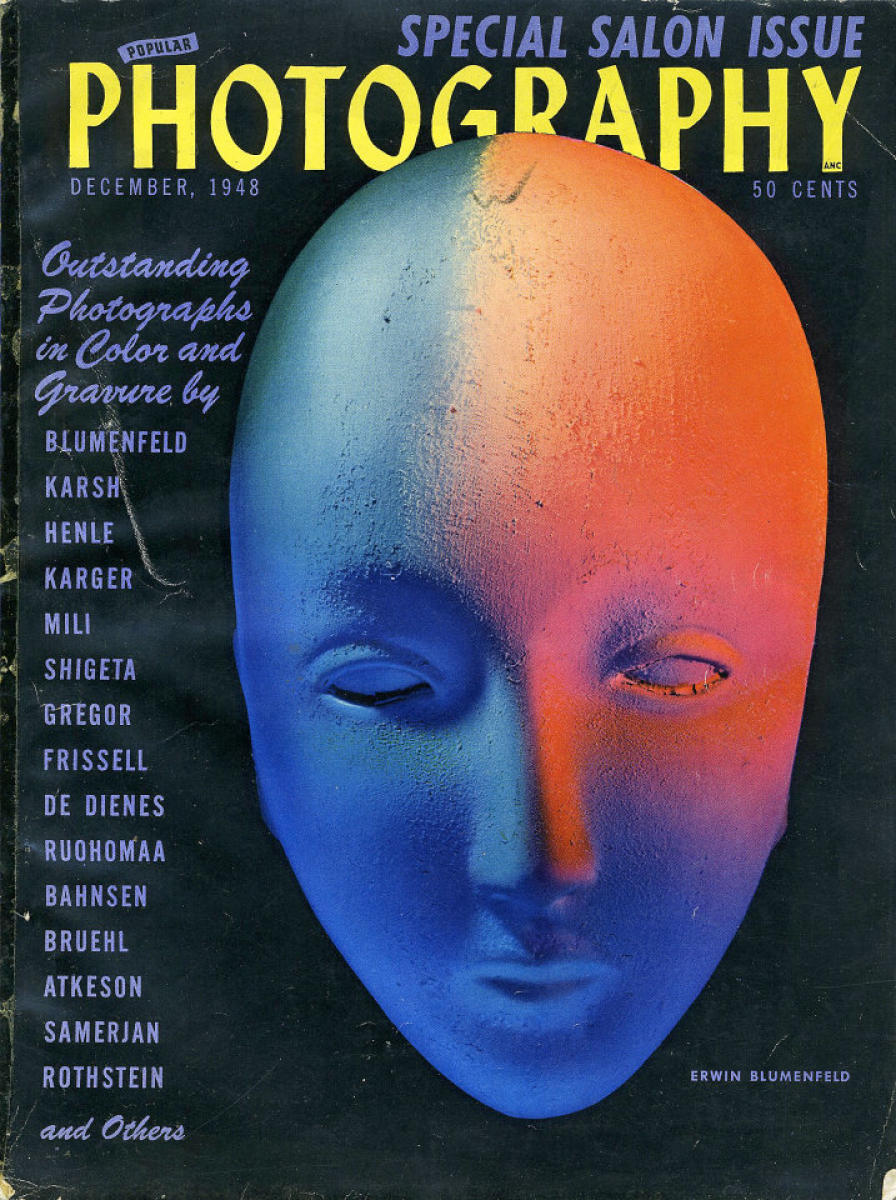 SPECIAL SALON ISSUE
POPULAR
PHOTOGRAPHY
ANC
DECEMBER, 1948
50 CENTS
Outstanding
Photographs
in Color and
Gravure by
BLUMENFELD
KARSH
HENLE
KARGER
MILI
SHIGETA
GREGOR
FRISSELL
DE DIENES
RUOHOMAA
BAHNSEN
BRUEHL
ATKESON
SAMERJAN
ROTHSTEIN
and Others
ERWIN BLUMENFELD